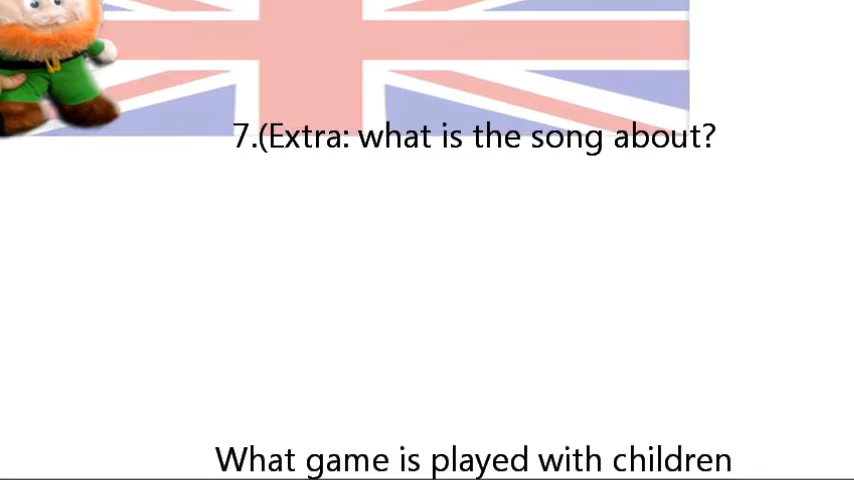 7.(Extra: what is the song about?
What game is played with children